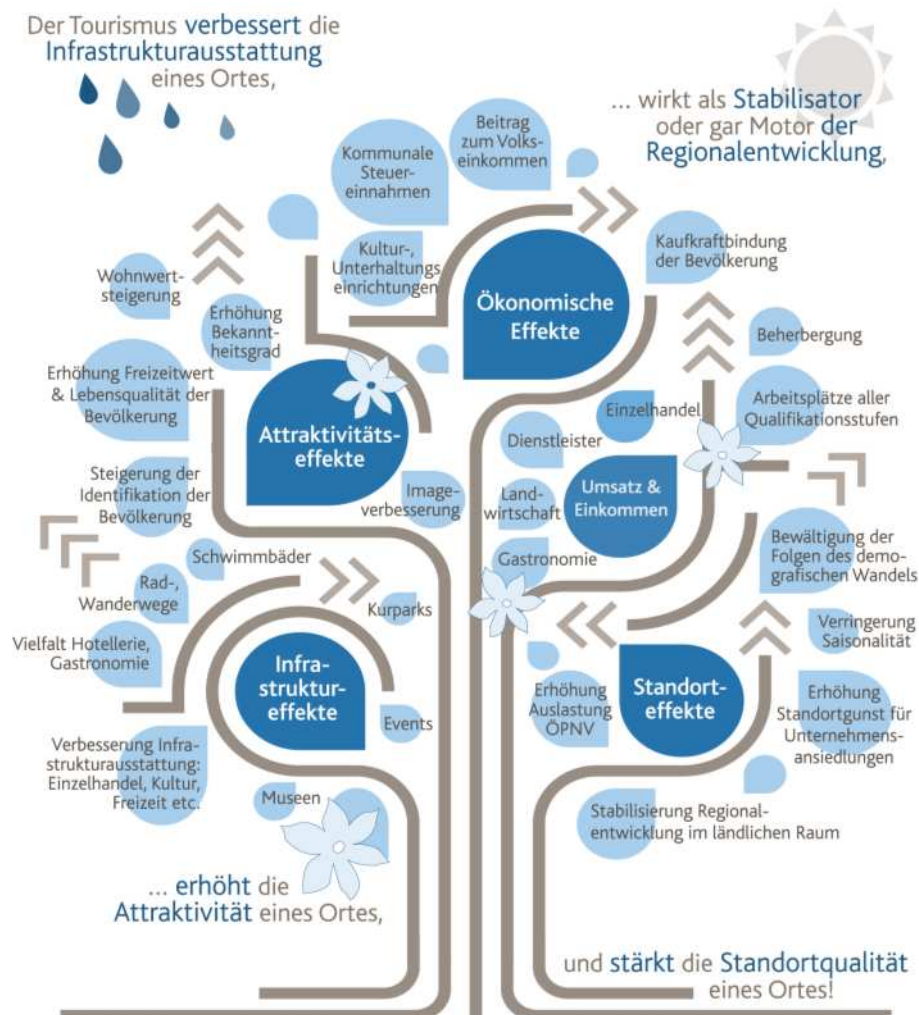 Der Tourismus verbessert die
Infrastrukturausstattung
eines Ortes,
... wirkt als Stabilisator
oder gar Motor der
Regionalentwicklung,
Beitrag
zum Volks-
einkommen
Kommunale
Steuer-
einnahmen
Kultur-,
Unterhaltungs
einrichtungen
Ökonomische
Effekte
Kaufkraftbindung
der Bevölkerung
Wohnwert-
steigerung
Erhöhung
Bekannt-
heitsgrad
Erhöhung Freizeitwert
& Lebensqualität der
Bevölkerung
Attraktivitäts-
effekte
Steigerung der
Identifikation der
Bevölkerung
Image-
verbesserung
Beherbergung
Einzelhandel
Arbeitsplätze aller
Qualifikationsstufen
Dienstleister
Umsatz &
Einkommen
Land-
wirtschaft
Gastronomie
Bewältigung der
Folgen des demo-
grafischen Wandels
Schwimmbäder
Rad-,
Wanderwege
Kurparks
Vielfalt Hotellerie,
Gastronomie
Infra-
struktur-
effekte
Events
Verbesserung Infra-
strukturausstattung:
Einzelhandel, Kultur,
Freizeit etc.
Museen
Verringerung
Saisonalität
Standort-
effekte
Erhöhung
Auslastung
ÖPNV
Erhöhung
Standortgunst für
Unternehmens-
ansiedlungen
Stabilisierung Regional-
entwicklung im ländlichen Raum
... erhöht die
Attraktivität eines Ortes,
und stärkt die Standortqualität
eines Ortes!